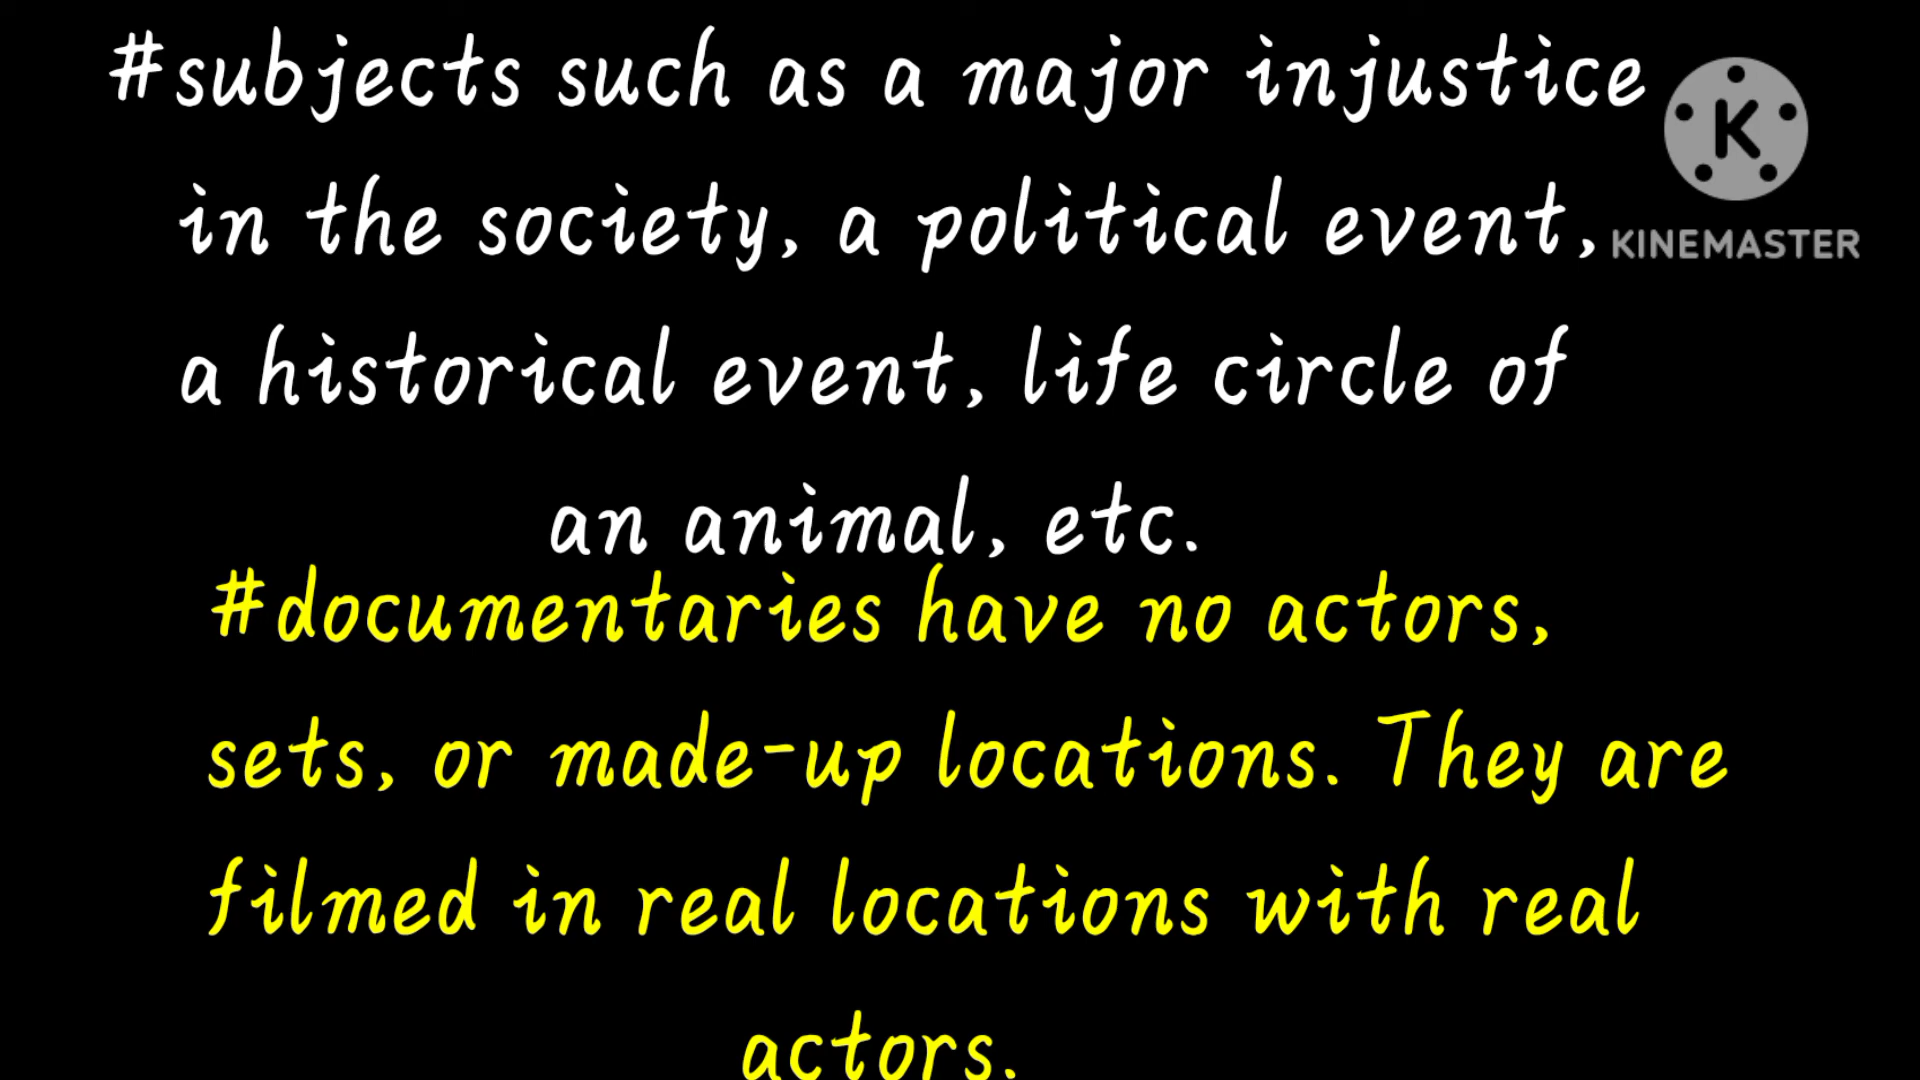 #subjects such as a major injustice
in the society, a political event,
a historical event, life circle of
an animal, etc.
#documentaries have no actors,
sets, or made-up locations. They are
filmed in real locations with real
actors.
K
KINEMASTER